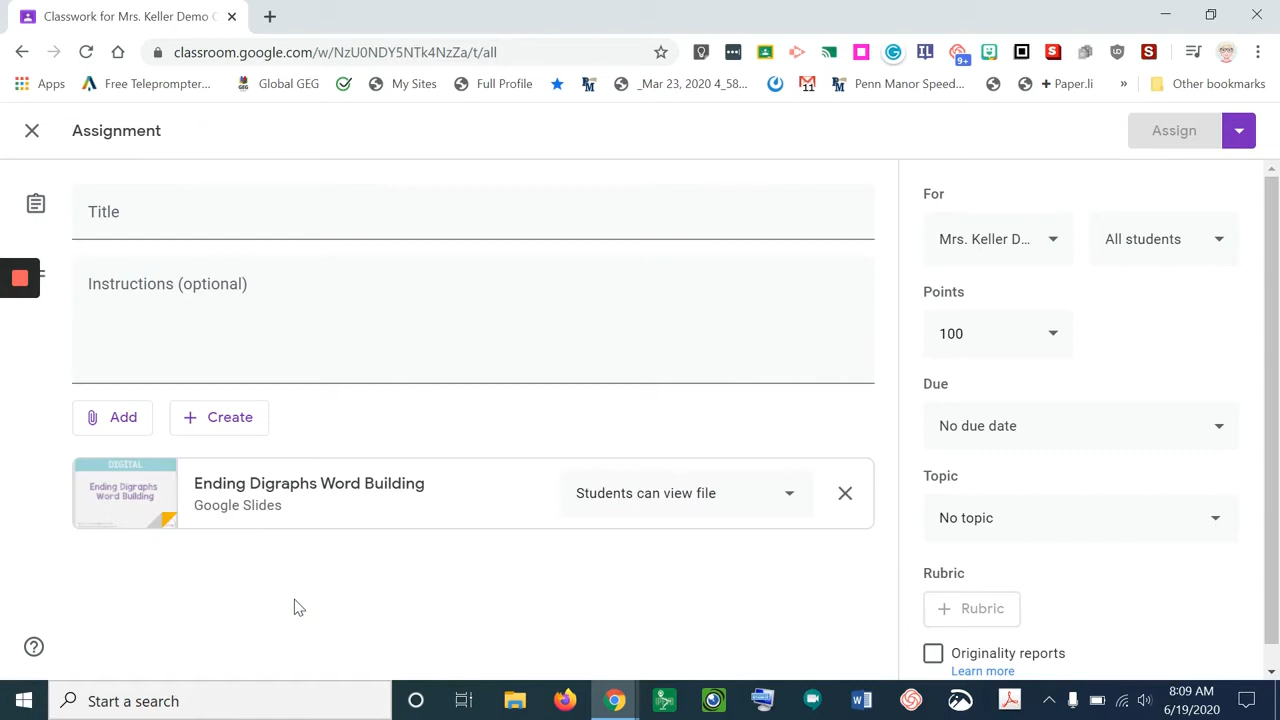 Classwork for Mrs. Keller Demo C
classroom.google.com/w/NzU0NDY5NTk4NzZa/t/all
9+
Apps
Free Teleprompter...
Global GEG
My Sites
Full Profile
_Mar 23, 2020 4_58...
11
Penn Manor Speed...
+ Paper.li
»
Other bookmarks
Assignment
Assign
Title
For
Mrs. Keller D...
All students
Instructions (optional)
Points
100
Due
Add
Create
No due date
DIGITAL
Ending Digraphs
Word Building
Ending Digraphs Word Building
Google Slides
Students can view file
Topic
No topic
Rubric
Rubric
Originality reports
Learn more
Start a search
8:09 AM
6/19/2020